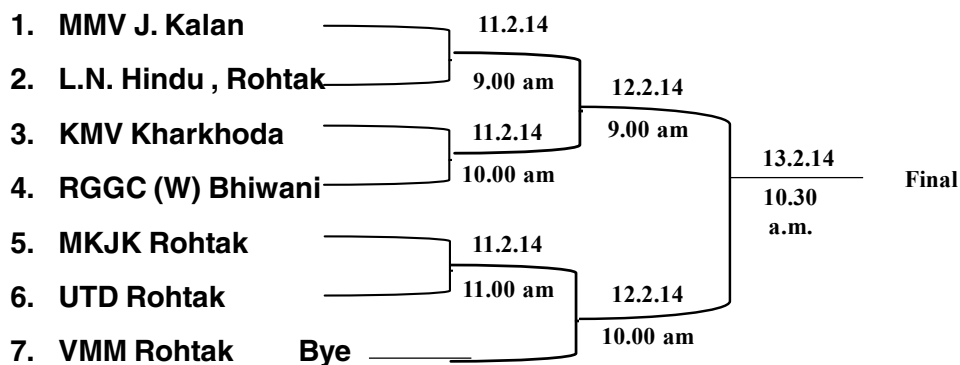 1. MMV J. Kalan
11.2.14
2. L.N. Hindu , Rohtak
9.00 am
12.2.14
3. KMV Kharkhoda
11.2.14
9.00 am
4. RGGC (W) Bhiwani
10.00 am
13.2.14
Final
10.30
a.m.
5. MKJK Rohtak
11.2.14
6. UTD Rohtak
11.00 am
12.2.14
10.00 am
7. VMM Rohtak Bye